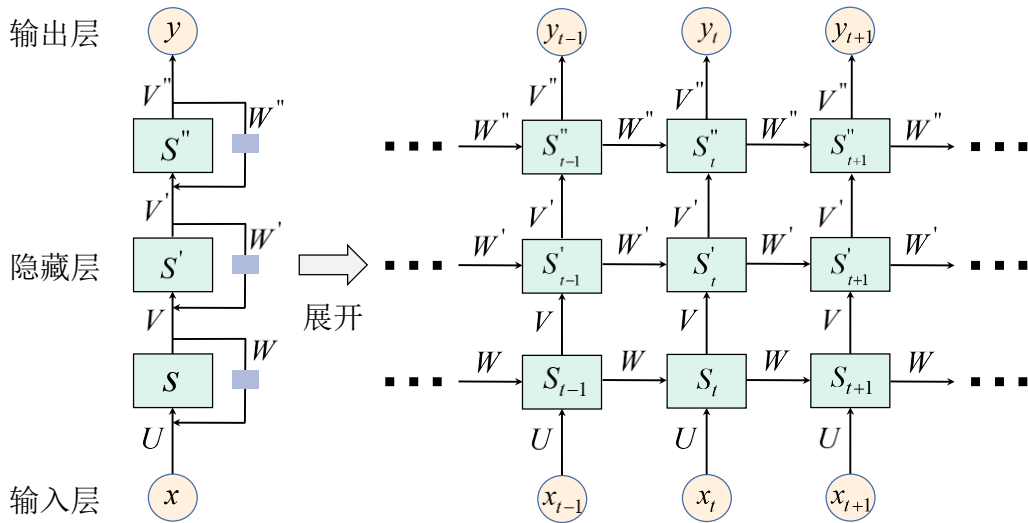 输出层 y y_{t-1} y_t y_{t+1}
V" W" V" V" V"
S" W" S"_{t-1} W" S"_t W" S"_{t+1} W"
V' W' V' V' V'
隐藏层 S' W' S'_{t-1} W' S'_t W' S'_{t+1} W'
展开
V W V V V
S W S_{t-1} W S_t W S_{t+1} W
U U U U
输入层 x x_{t-1} x_t x_{t+1}